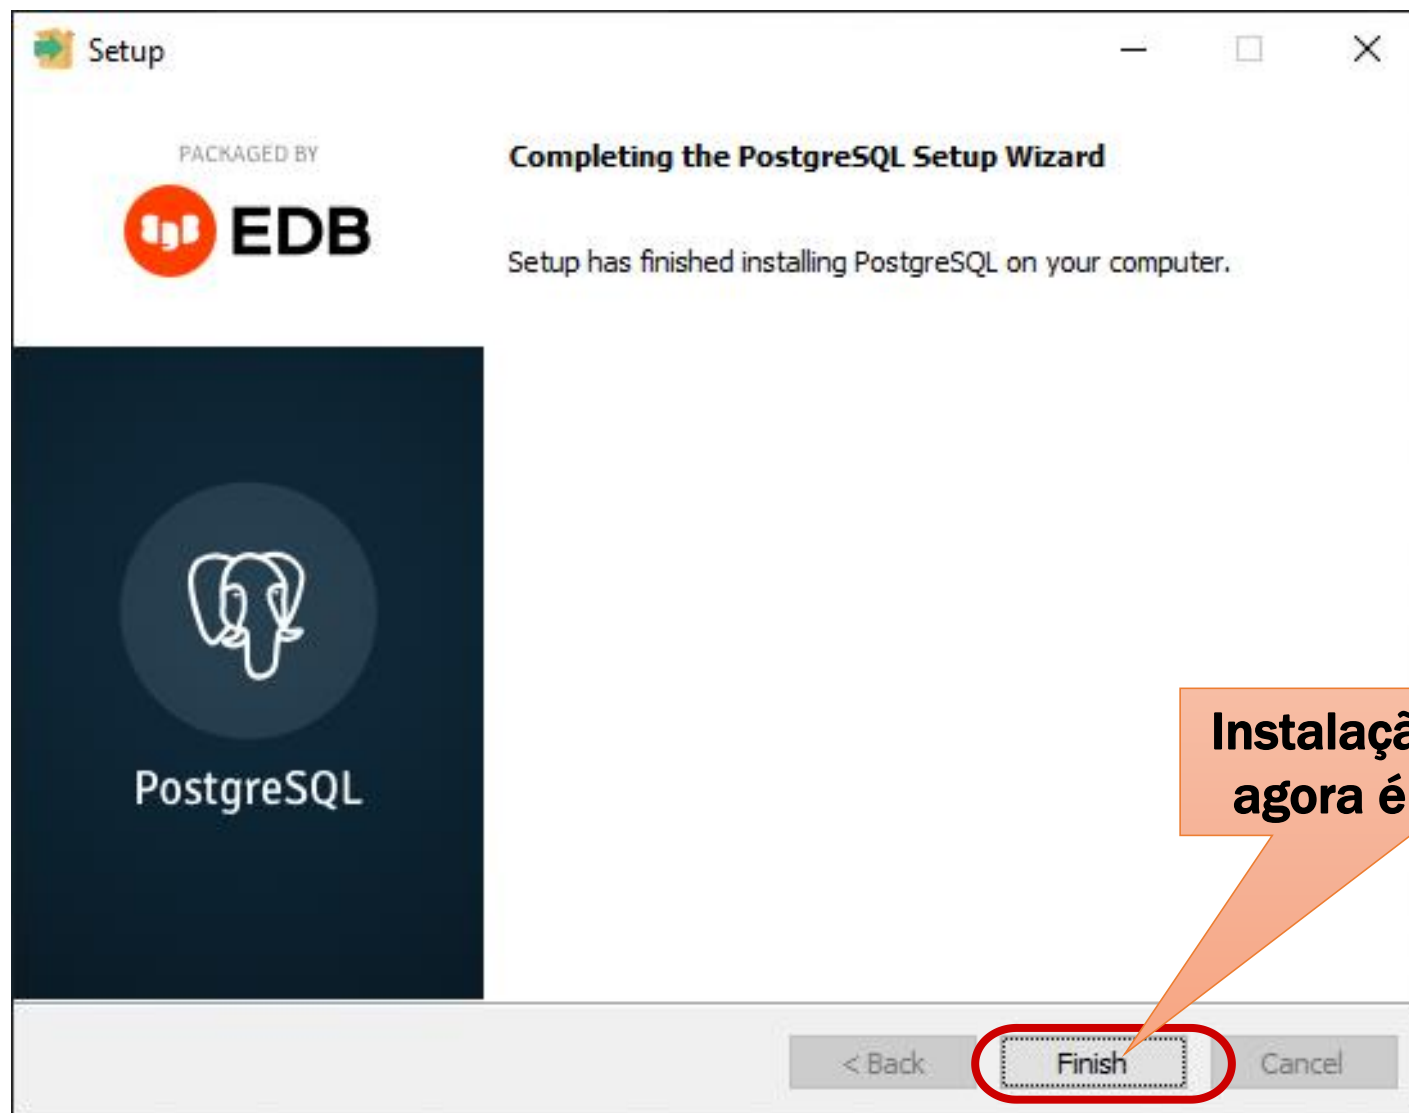 Setup
PACKAGED BY
EDB
Completing the PostgreSQL Setup Wizard
Setup has finished installing PostgreSQL on your computer.
PostgreSQL
agora é
< Back
Finish
Cancel